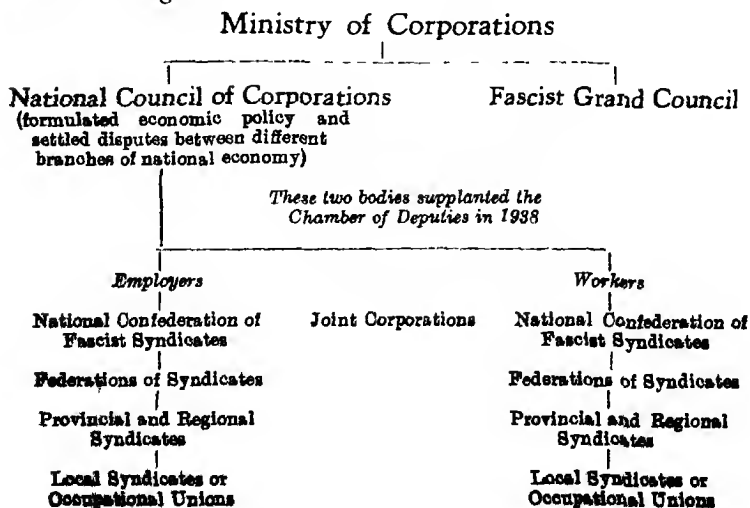 Ministry of Corporations
National Council of Corporations
(formulated economic policy and
settled disputes between different
branches of national economy)
Fascist Grand Council
These two bodies supplanted the
Chamber of Deputies in 1938
Employers
National Confederation of
Fascist Syndicates
Federations of Syndicates
Provincial and Regional
Syndicates
Local Syndicates or
Occupational Unions
Joint Corporations
Workers
National Confederation of
Fascist Syndicates
Federations of Syndicates
Provincial and Regional
Syndicates
Local Syndicates or
Occupational Unions